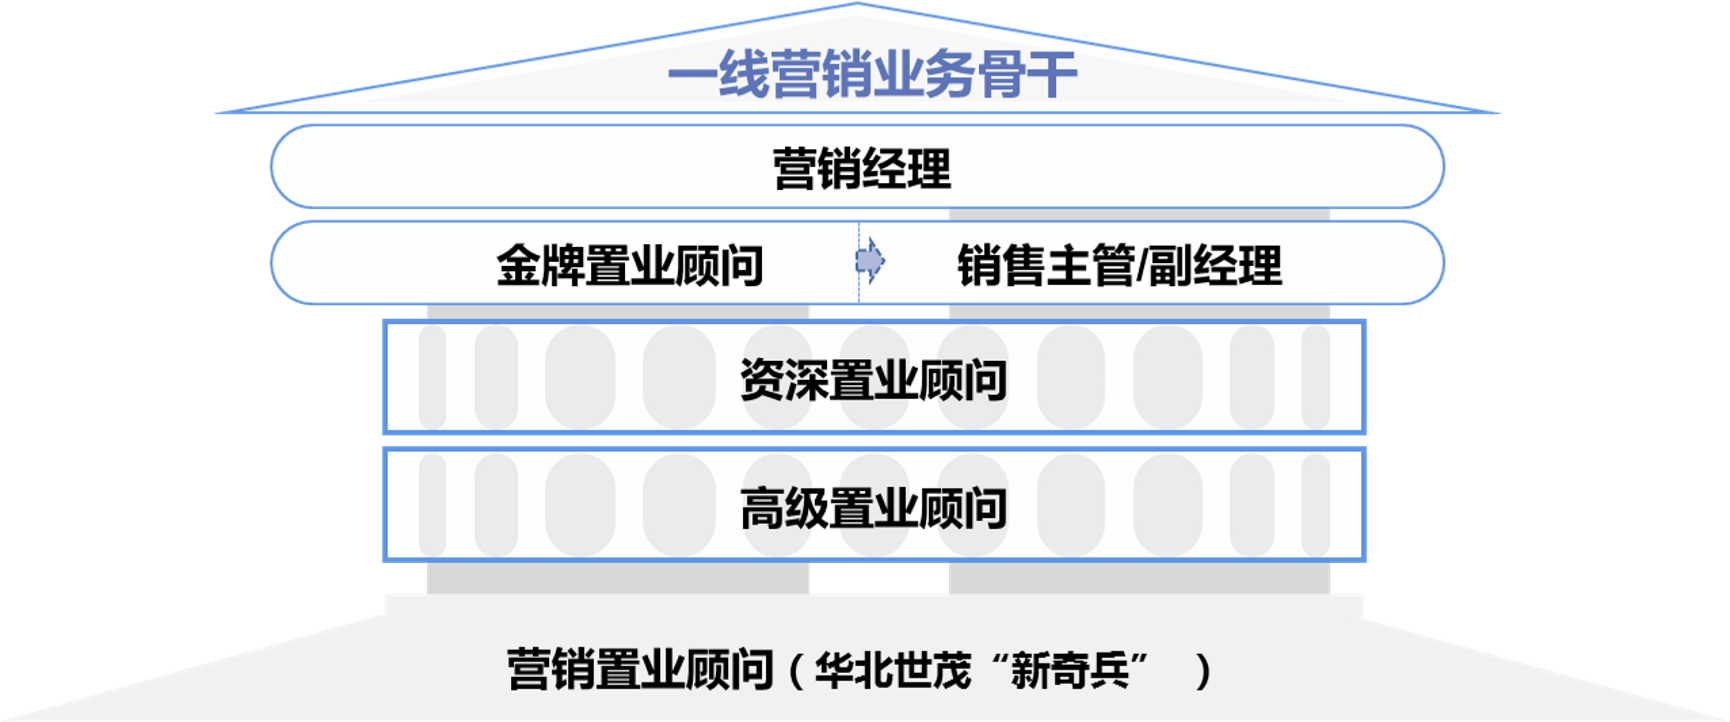 一线营销业务骨干
营销经理
金牌置业顾问 销售主管/副经理
资深置业顾问
高级置业顾问
营销置业顾问（华北世茂“新奇兵” ）